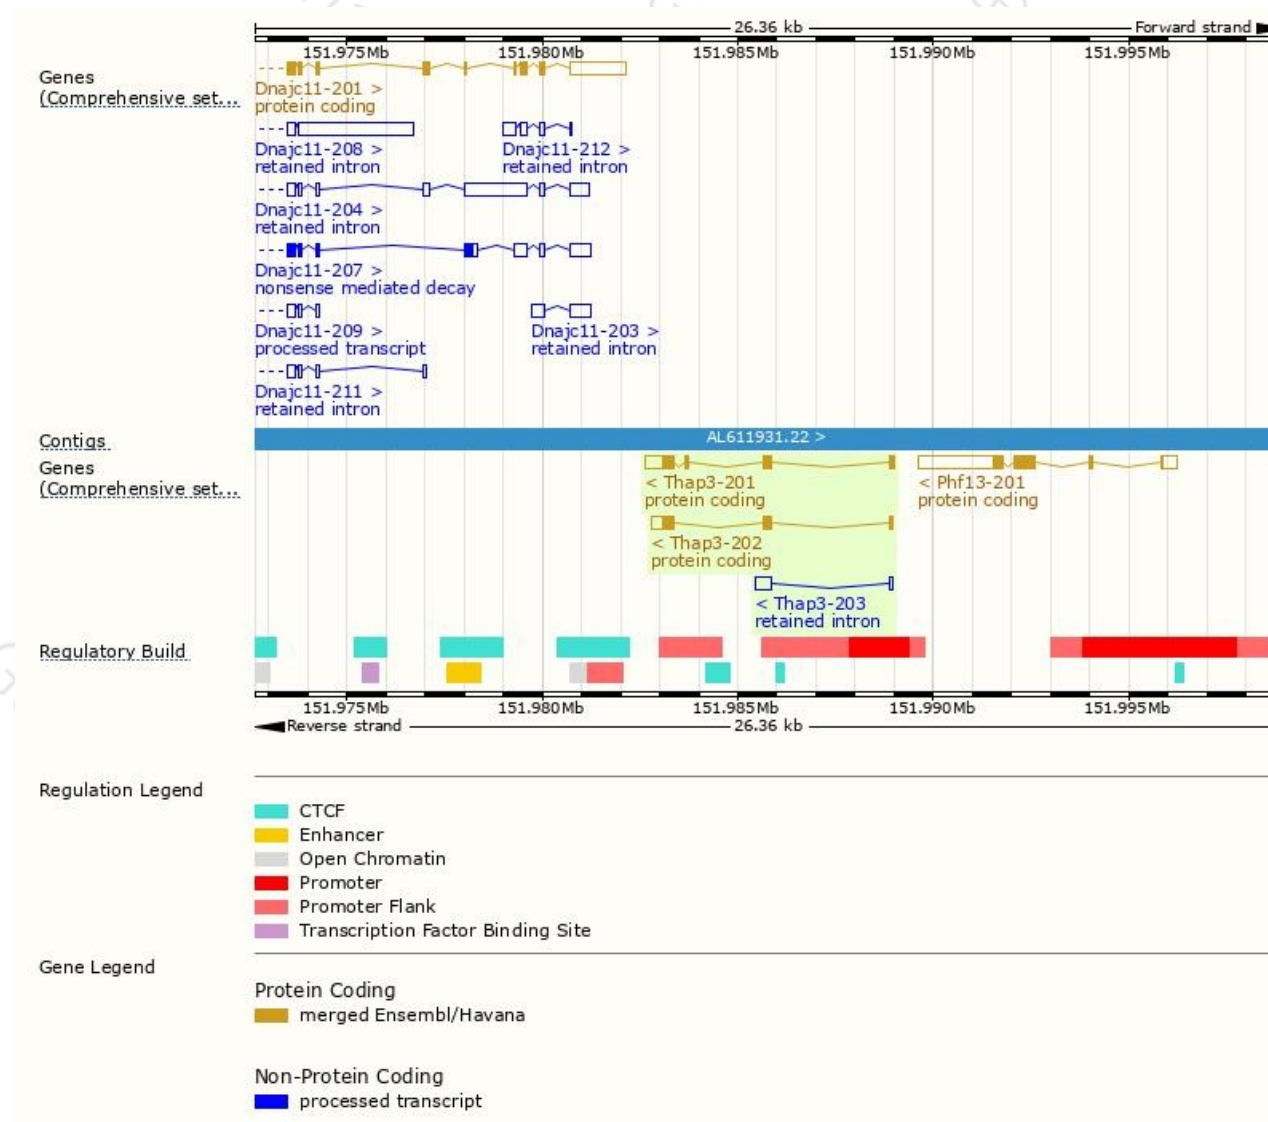 26.36 kb Forward strand
151.975Mb 151.980Mb 151.985Mb 151.990Mb 151.995Mb
Genes
(Comprehensive set...
Dnajc11-201 >
protein coding
Dnajc11-208 > Dnajc11-212 >
retained intron retained intron
Dnajc11-204 >
retained intron
Dnajc11-207 >
nonsense mediated decay
Dnajc11-209 > Dnajc11-203 >
processed transcript retained intron
Dnajc11-211 >
retained intron
Contigs AL611931.22 >
Genes
(Comprehensive set...
< Thap3-201 < Phf13-201
protein coding protein coding
< Thap3-202
protein coding
< Thap3-203
retained intron
Regulatory Build
151.975Mb 151.980Mb 151.985Mb 151.990Mb 151.995Mb
Reverse strand 26.36 kb
Regulation Legend
CTCF
Enhancer
Open Chromatin
Promoter
Promoter Flank
Transcription Factor Binding Site
Gene Legend
Protein Coding
merged Ensembl/Havana
Non-Protein Coding
processed transcript